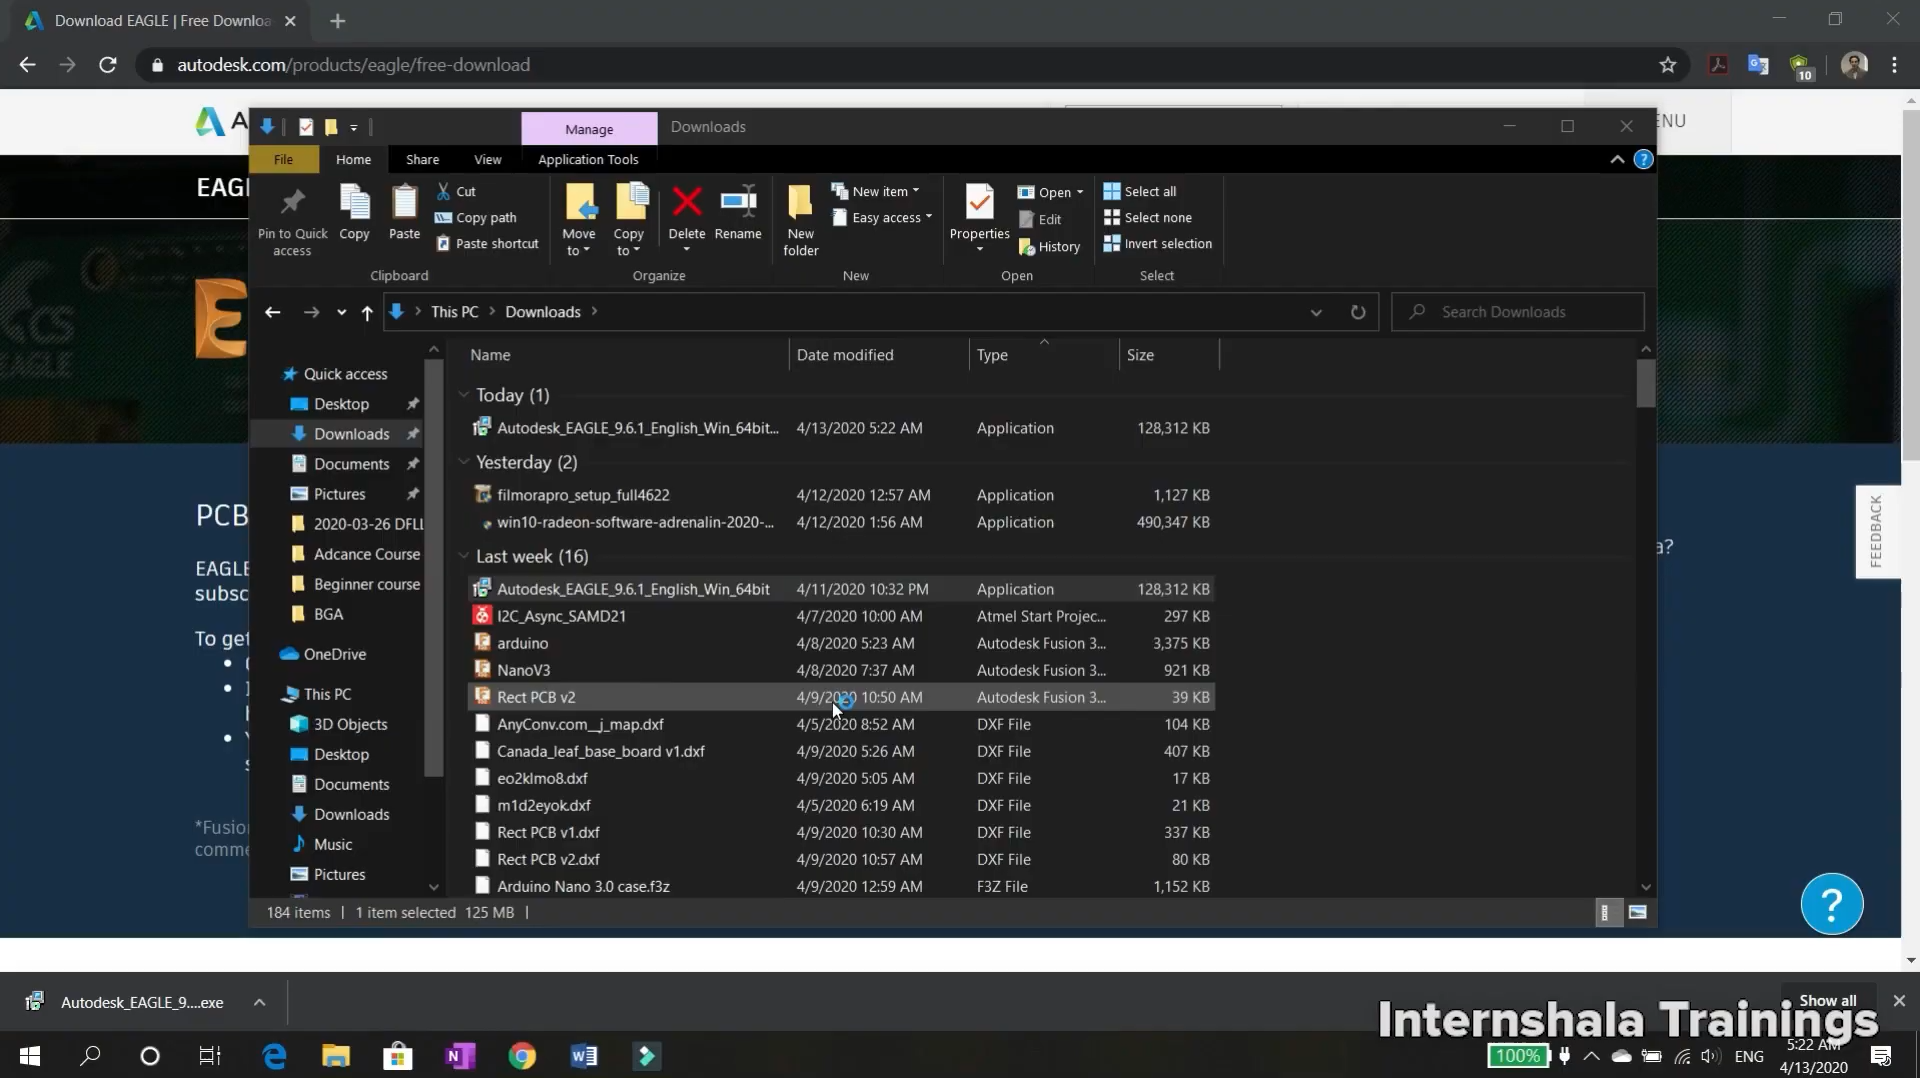 Download EAGLE | Free Downloa
autodesk.com/products/eagle/free-download
10
A
ENU
Manage
Downloads
File
Home
Share
View
Application Tools
Pin to Quick access
Copy
Paste
Cut
Copy path
Paste shortcut
Clipboard
Move to
Copy to
Delete
Rename
Organize
New folder
New item
Easy access
New
Properties
Open
Edit
History
Open
Select all
Select none
Invert selection
Select
EAGL
CS
EAGLE
This PC
Downloads
Search Downloads
Name Date modified Type Size
Quick access
Desktop
Downloads
Documents
Pictures
2020-03-26 DFLL
Adcance Course
Beginner course
BGA
OneDrive
This PC
3D Objects
Desktop
Documents
Downloads
Music
Pictures
Today (1)
Autodesk_EAGLE_9.6.1_English_Win_64bit... 4/13/2020 5:22 AM Application 128,312 KB
Yesterday (2)
filmorapro_setup_full4622 4/12/2020 12:57 AM Application 1,127 KB
win10-radeon-software-adrenalin-2020-... 4/12/2020 1:56 AM Application 490,347 KB
Last week (16)
Autodesk_EAGLE_9.6.1_English_Win_64bit 4/11/2020 10:32 PM Application 128,312 KB
I2C_Async_SAMD21 4/7/2020 10:00 AM Atmel Start Projec... 297 KB
arduino 4/8/2020 5:23 AM Autodesk Fusion 3... 3,375 KB
NanoV3 4/8/2020 7:37 AM Autodesk Fusion 3... 921 KB
Rect PCB v2 4/9/2020 10:50 AM Autodesk Fusion 3... 39 KB
AnyConv.com__j_map.dxf 4/5/2020 8:52 AM DXF File 104 KB
Canada_leaf_base_board v1.dxf 4/9/2020 5:26 AM DXF File 407 KB
eo2klmo8.dxf 4/9/2020 5:05 AM DXF File 17 KB
m1d2eyok.dxf 4/5/2020 6:19 AM DXF File 21 KB
Rect PCB v1.dxf 4/9/2020 10:30 AM DXF File 337 KB
Rect PCB v2.dxf 4/9/2020 10:57 AM DXF File 80 KB
Arduino Nano 3.0 case.f3z 4/9/2020 12:59 AM F3Z File 1,152 KB
184 items | 1 item selected 125 MB |
PCB
EAGLE
subsc
To get
*Fusion
comme
a?
FEEDBACK
?
Autodesk_EAGLE_9....exe
Show all
Internshala Trainings
100%
ENG
5:22 AM
4/13/2020